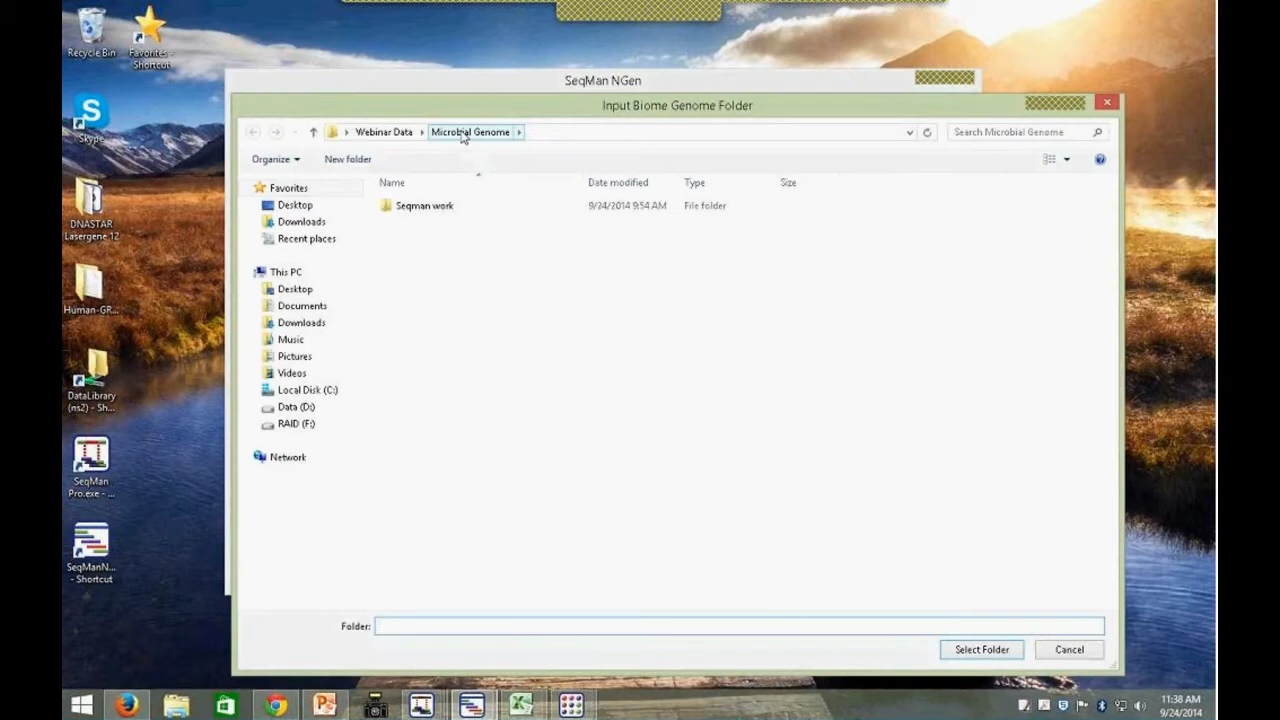 Recycle Bin
Favorites - Shortcut
Skype
DNASTAR Lasergene 12
Human-GR...
DataLibrary (ns2) - Sh...
SeqMan Pro.exe - ...
SeqManN... - Shortcut
SeqMan NGen
Input Biome Genome Folder
Webinar Data Microbial Genome
Search Microbial Genome
Organize New folder
Name Date modified Type Size
Seqman work 9/24/2014 9:54 AM File folder
Favorites
Desktop
Downloads
Recent places
This PC
Desktop
Documents
Downloads
Music
Pictures
Videos
Local Disk (C:)
Data (D:)
RAID (F:)
Network
Folder:
Select Folder Cancel
11:38 AM
9/24/2014